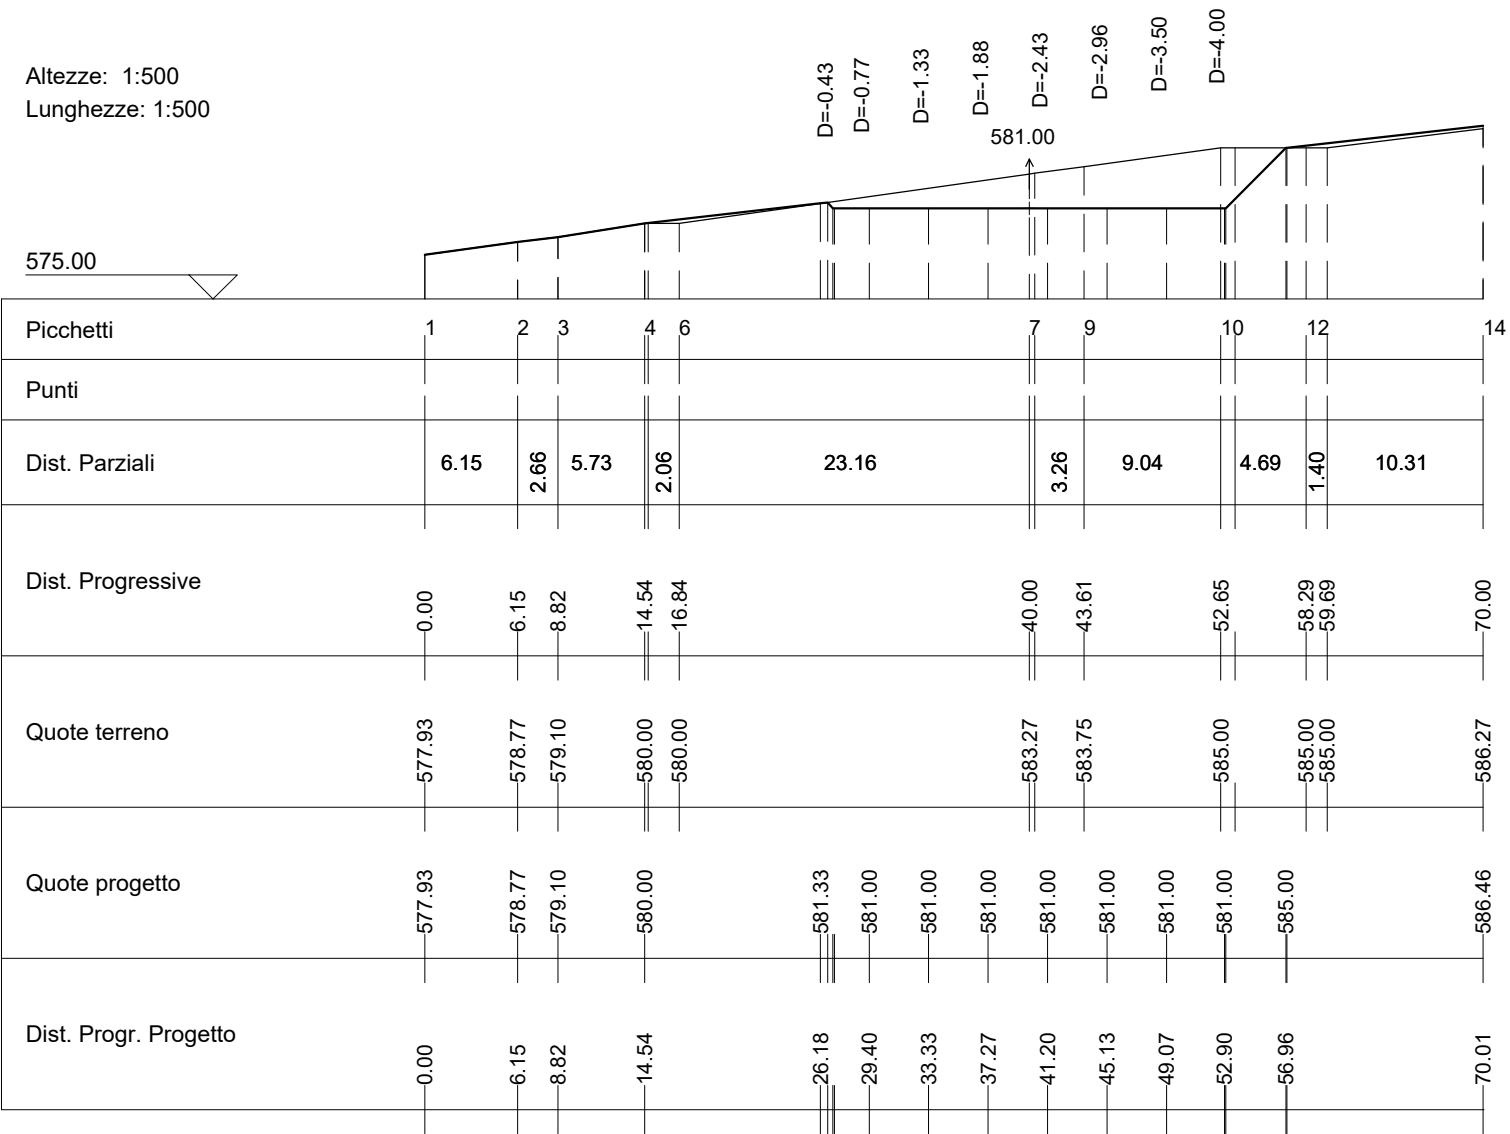 Altezze: 1:500
Lunghezze: 1:500
D=-0.43 D=-0.77 D=-1.33 D=-1.88 D=-2.43 D=-2.96 D=-3.50 D=-4.00
581.00
575.00
Picchetti 1 2 3 4 6 7 9 10 12 14
Punti
Dist. Parziali 6.15 2.66 5.73 2.06 23.16 3.26 9.04 4.69 1.40 10.31
Dist. Progressive 0.00 6.15 8.82 14.54 16.84 40.00 43.61 52.65 58.29 59.69 70.00
Quote terreno 577.93 578.77 579.10 580.00 580.00 583.27 583.75 585.00 585.00 585.00 586.27
Quote progetto 577.93 578.77 579.10 580.00 581.33 581.00 581.00 581.00 581.00 581.00 581.00 581.00 585.00 586.46
Dist. Progr. Progetto 0.00 6.15 8.82 14.54 26.18 29.40 33.33 37.27 41.20 45.13 49.07 52.90 56.96 70.01